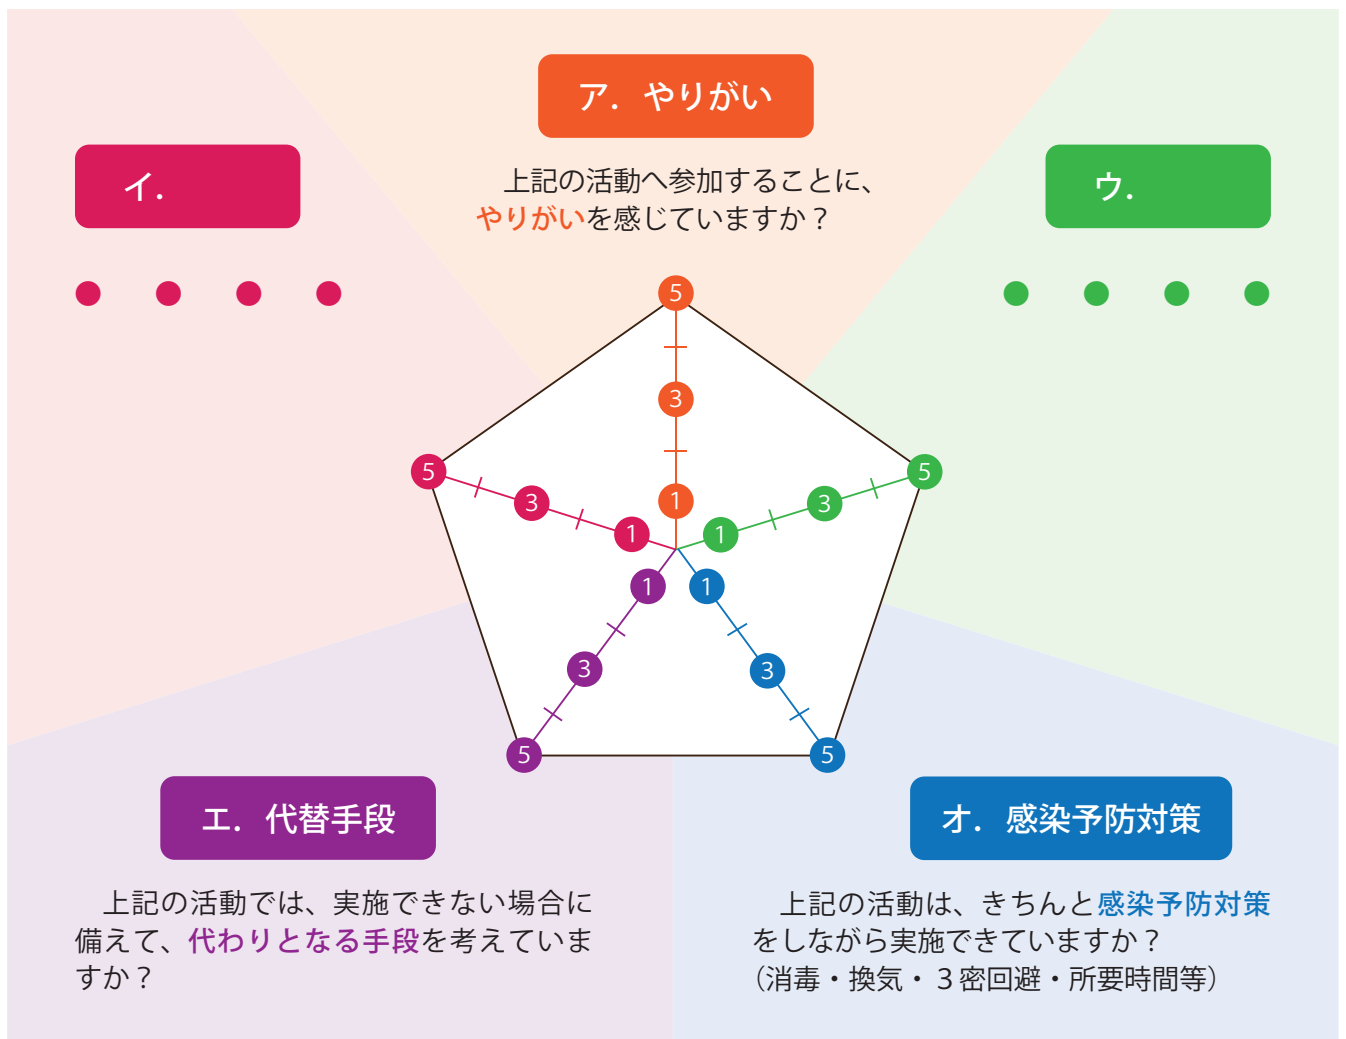 ア．やりがい
上記の活動へ参加することに、
やりがいを感じていますか？
イ．
ウ．
5
3
1
5
3
1
5
3
1
1
3
5
1
3
5
エ．代替手段
上記の活動では、実施できない場合に
備えて、代わりとなる手段を考えていま
すか？
オ．感染予防対策
上記の活動は、きちんと感染予防対策
をしながら実施できていますか？
（消毒・換気・３密回避・所要時間等）